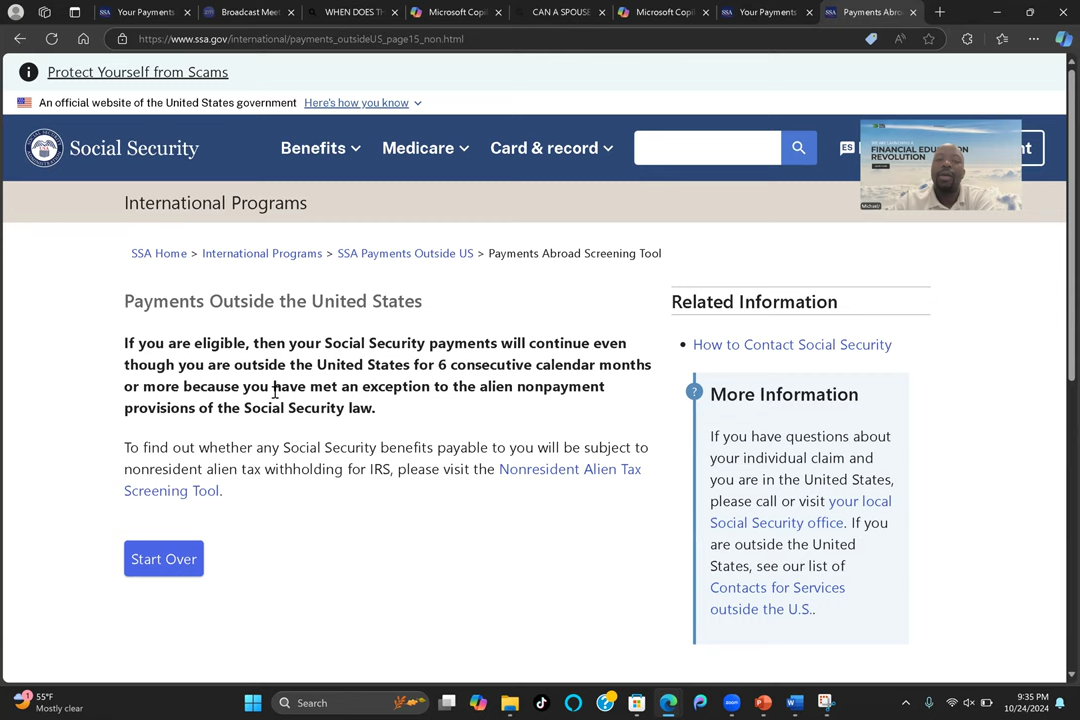 Your Payments
Broadcast Meet
WHEN DOES TH
Microsoft Copil
CAN A SPOUSE
Microsoft Copil
Your Payments
Payments Abro
https://www.ssa.gov/international/payments_outsideUS_page15_non.html
Protect Yourself from Scams
An official website of the United States government Here's how you know
Social Security
Benefits
Medicare
Card & record
ES
nt
FINANCIAL EDUCATION
REVOLUTION
Michael
International Programs
SSA Home > International Programs > SSA Payments Outside US > Payments Abroad Screening Tool
Payments Outside the United States
If you are eligible, then your Social Security payments will continue even
though you are outside the United States for 6 consecutive calendar months
or more because you have met an exception to the alien nonpayment
provisions of the Social Security law.
To find out whether any Social Security benefits payable to you will be subject to
nonresident alien tax withholding for IRS, please visit the Nonresident Alien Tax
Screening Tool.
Start Over
Related Information
How to Contact Social Security
? More Information
If you have questions about
your individual claim and
you are in the United States,
please call or visit your local
Social Security office. If you
are outside the United
States, see our list of
Contacts for Services
outside the U.S..
1
55°F
Mostly clear
Search
9:35 PM
10/24/2024